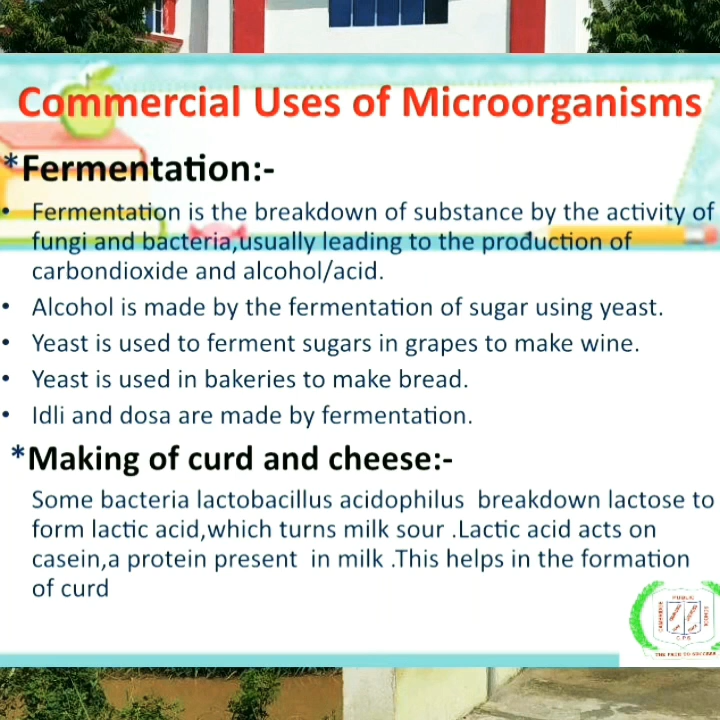 Commercial Uses of Microorganisms
*Fermentation:-
• Fermentation is the breakdown of substance by the activity of
fungi and bacteria,usually leading to the production of
carbondioxide and alcohol/acid.
• Alcohol is made by the fermentation of sugar using yeast.
• Yeast is used to ferment sugars in grapes to make wine.
• Yeast is used in bakeries to make bread.
• Idli and dosa are made by fermentation.
*Making of curd and cheese:-
Some bacteria lactobacillus acidophilus breakdown lactose to
form lactic acid,which turns milk sour .Lactic acid acts on
casein,a protein present in milk .This helps in the formation
of curd
PUBLIC
CAMBRIDGE
SCHOOL
C P S